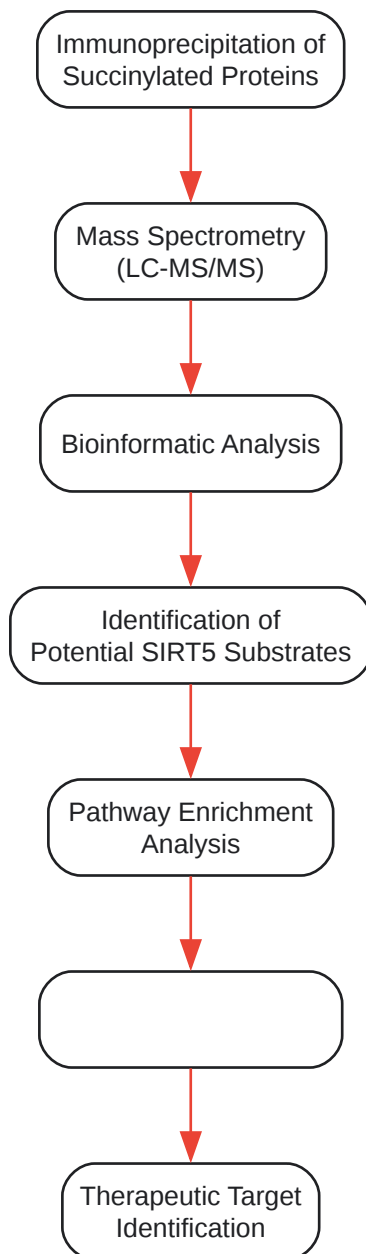 Immunoprecipitation of
Succinylated Proteins
Mass Spectrometry
(LC-MS/MS)
Bioinformatic Analysis
Identification of
Potential SIRT5 Substrates
Pathway Enrichment
Analysis
Therapeutic Target
Identification